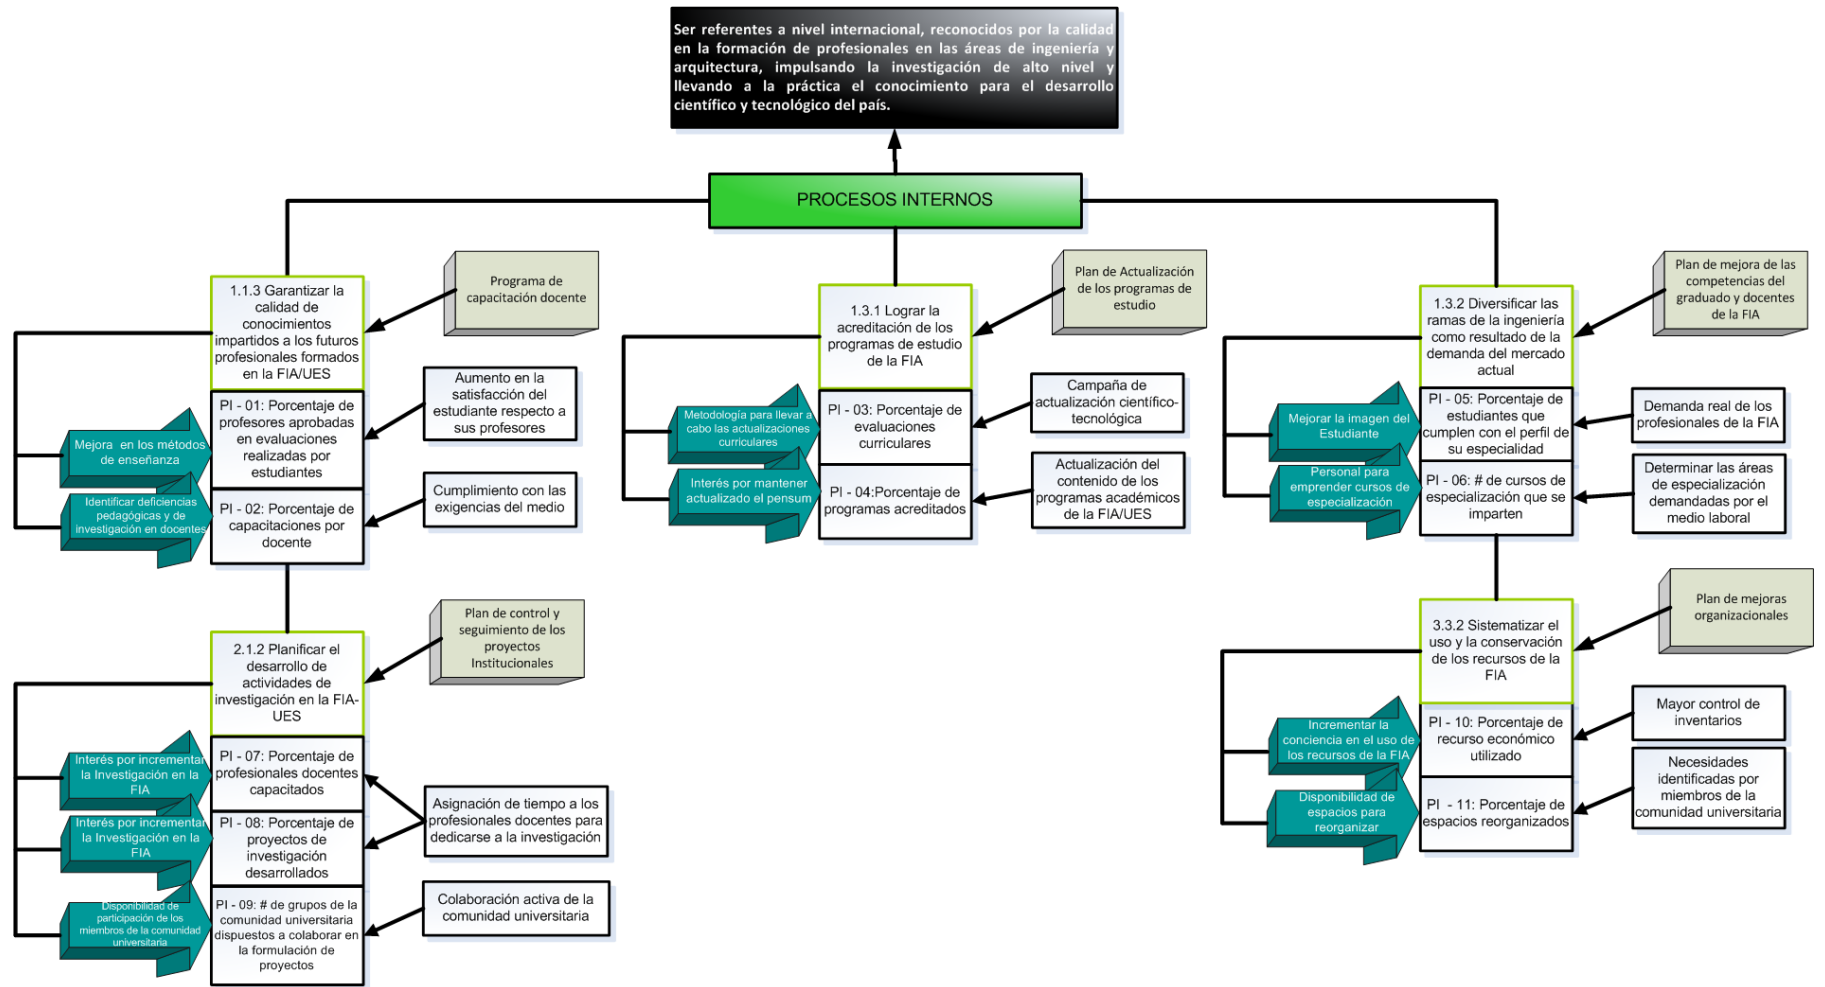 Ser referentes a nivel internacional, reconocidos por la calidad
en la formación de profesionales en las áreas de ingeniería y
arquitectura, impulsando la investigación de alto nivel y
llevando a la práctica el conocimiento para el desarrollo
científico y tecnológico del país.
PROCESOS INTERNOS
Programa de
capacitación docente
1.1.3 Garantizar la
calidad de
conocimientos
impartidos a los futuros
profesionales formados
en la FIA/UES
PI - 01: Porcentaje de
profesores aprobadas
en evaluaciones
realizadas por
estudiantes
PI - 02: Porcentaje de
capacitaciones por
docente
Mejora en los métodos
de enseñanza
Identificar deficiencias
pedagógicas y de
investigación en docentes
Aumento en la
satisfacción del
estudiante respecto a
sus profesores
Cumplimiento con las
exigencias del medio
Plan de control y
seguimiento de los
proyectos
Institucionales
2.1.2 Planificar el
desarrollo de
actividades de
investigación en la FIA-
UES
PI - 07: Porcentaje de
profesionales docentes
capacitados
PI - 08: Porcentaje de
proyectos de
investigación
desarrollados
PI - 09: # de grupos de la
comunidad universitaria
dispuestos a colaborar en
la formulación de
proyectos
Interés por incrementar
la Investigación en la
FIA
Interés por incrementar
la Investigación en la
FIA
Disponibilidad de
participación de los
miembros de la comunidad
universitaria
Asignación de tiempo a los
profesionales docentes para
dedicarse a la investigación
Colaboración activa de la
comunidad universitaria
Plan de Actualización
de los programas de
estudio
1.3.1 Lograr la
acreditación de los
programas de estudio
de la FIA
PI - 03: Porcentaje de
evaluaciones
curriculares
PI - 04:Porcentaje de
programas acreditados
Metodología para llevar a
cabo las actualizaciones
curriculares
Interés por mantener
actualizado el pensum
Campaña de
actualización científico-
tecnológica
Actualización del
contenido de los
programas académicos
de la FIA/UES
Plan de mejora de las
competencias del
graduado y docentes
de la FIA
1.3.2 Diversificar las
ramas de la ingeniería
como resultado de la
demanda del mercado
actual
PI - 05: Porcentaje de
estudiantes que
cumplen con el perfil de
su especialidad
PI - 06: # de cursos de
especialización que se
imparten
Mejorar la imagen del
Estudiante
Personal para
emprender cursos de
especialización
Demanda real de los
profesionales de la FIA
Determinar las áreas
de especialización
demandadas por el
medio laboral
Plan de mejoras
organizacionales
3.3.2 Sistematizar el
uso y la conservación
de los recursos de la
FIA
PI - 10: Porcentaje de
recurso económico
utilizado
PI - 11: Porcentaje de
espacios reorganizados
Incrementar la
conciencia en el uso de
los recursos de la FIA
Disponibilidad de
espacios para
reorganizar
Mayor control de
inventarios
Necesidades
identificadas por
miembros de la
comunidad universitaria